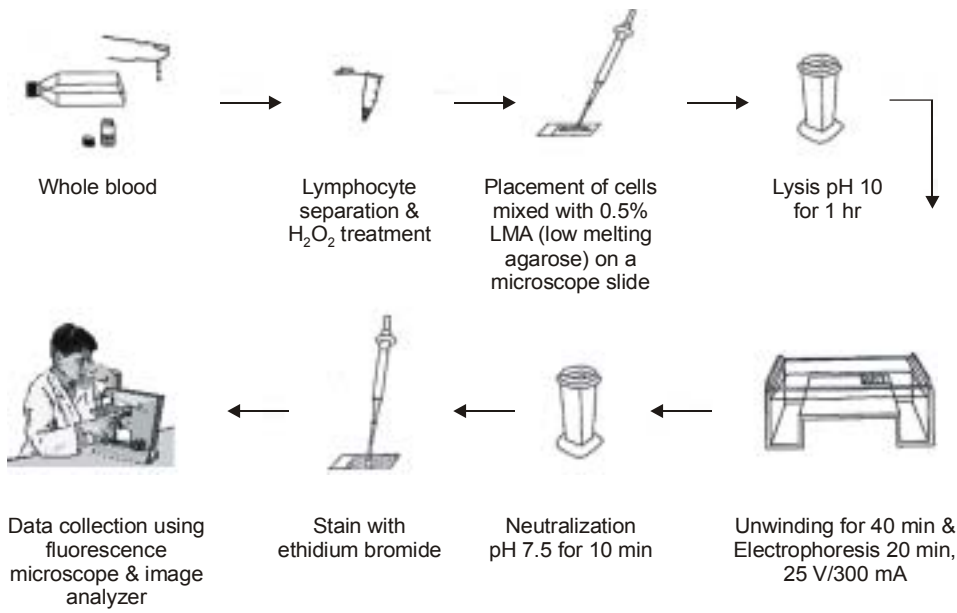 Whole blood
Lymphocyte
separation &
H₂O₂ treatment
Placement of cells
mixed with 0.5%
LMA (low melting
agarose) on a
microscope slide
Lysis pH 10
for 1 hr
Unwinding for 40 min &
Electrophoresis 20 min,
25 V/300 mA
Neutralization
pH 7.5 for 10 min
Stain with
ethidium bromide
Data collection using
fluorescence
microscope & image
analyzer